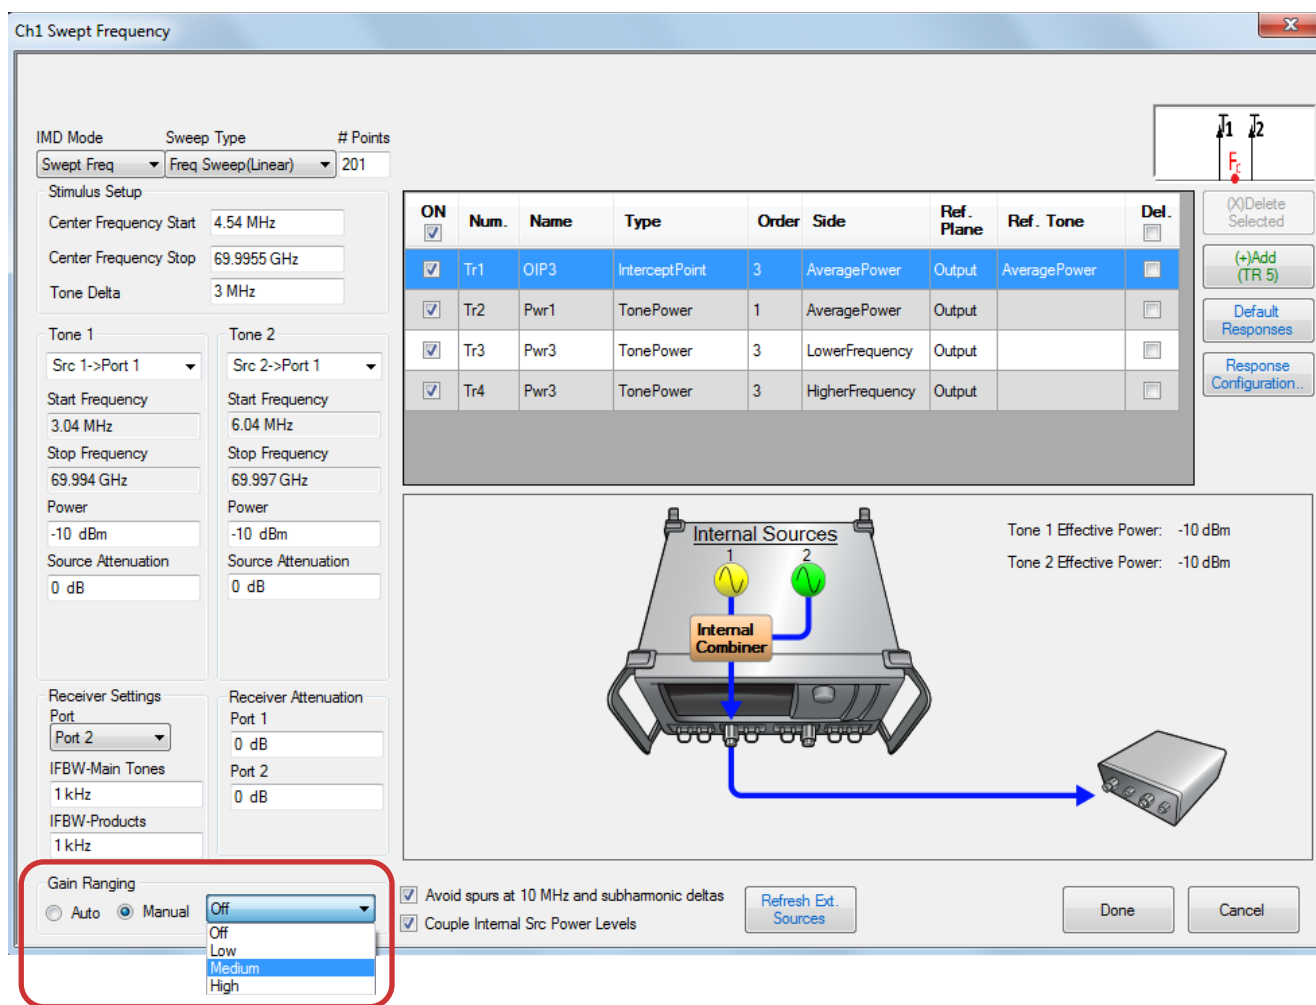 Ch1 Swept Frequency
x
IMD Mode Sweep Type # Points
Swept Freq Freq Sweep(Linear) 201
Stimulus Setup
Center Frequency Start 4.54 MHz
Center Frequency Stop 69.9955 GHz
Tone Delta 3 MHz
Tone 1
Src 1->Port 1
Start Frequency
3.04 MHz
Stop Frequency
69.994 GHz
Power
-10 dBm
Source Attenuation
0 dB
Tone 2
Src 2->Port 1
Start Frequency
6.04 MHz
Stop Frequency
69.997 GHz
Power
-10 dBm
Source Attenuation
0 dB
Receiver Settings
Port
Port 2
IFBW-Main Tones
1 kHz
IFBW-Products
1 kHz
Receiver Attenuation
Port 1
0 dB
Port 2
0 dB
Gain Ranging
Auto Manual Off
Off
Low
Medium
High
f1 f2
Fc
ON Num. Name Type Order Side Ref. Plane Ref. Tone Del.
Tr1 OIP3 InterceptPoint 3 AveragePower Output AveragePower
Tr2 Pwr1 TonePower 1 AveragePower Output
Tr3 Pwr3 TonePower 3 LowerFrequency Output
Tr4 Pwr3 TonePower 3 HigherFrequency Output
(X)Delete
Selected
(+)Add
(TR 5)
Default
Responses
Response
Configuration..
Internal Sources
1 2
Internal
Combiner
Tone 1 Effective Power: -10 dBm
Tone 2 Effective Power: -10 dBm
Avoid spurs at 10 MHz and subharmonic deltas
Couple Internal Src Power Levels
Refresh Ext.
Sources
Done
Cancel